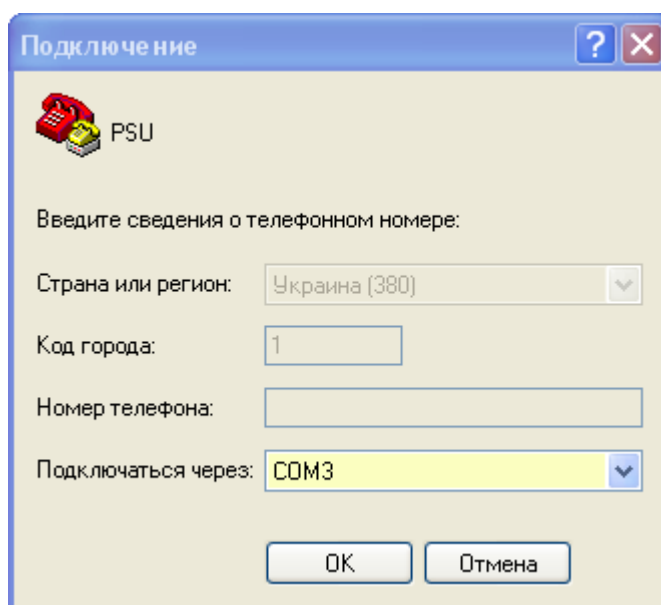 Подключение
PSU
Введите сведения о телефонном номере:
Страна или регион: Украина (380)
Код города: 1
Номер телефона:
Подключаться через: COM3
OK Отмена